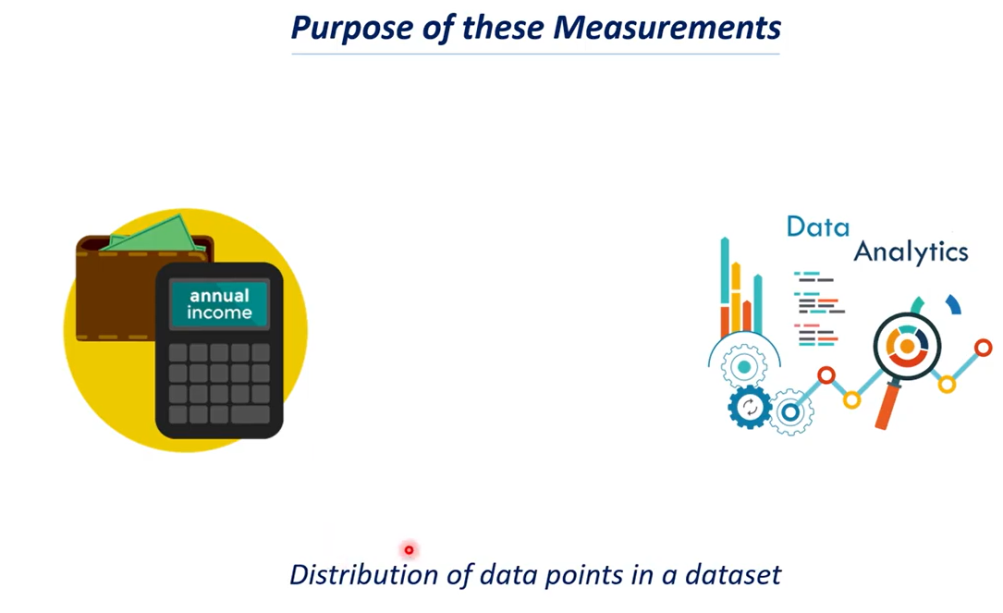 Purpose of these Measurements
annual
income
Data
Analytics
Distribution of data points in a dataset